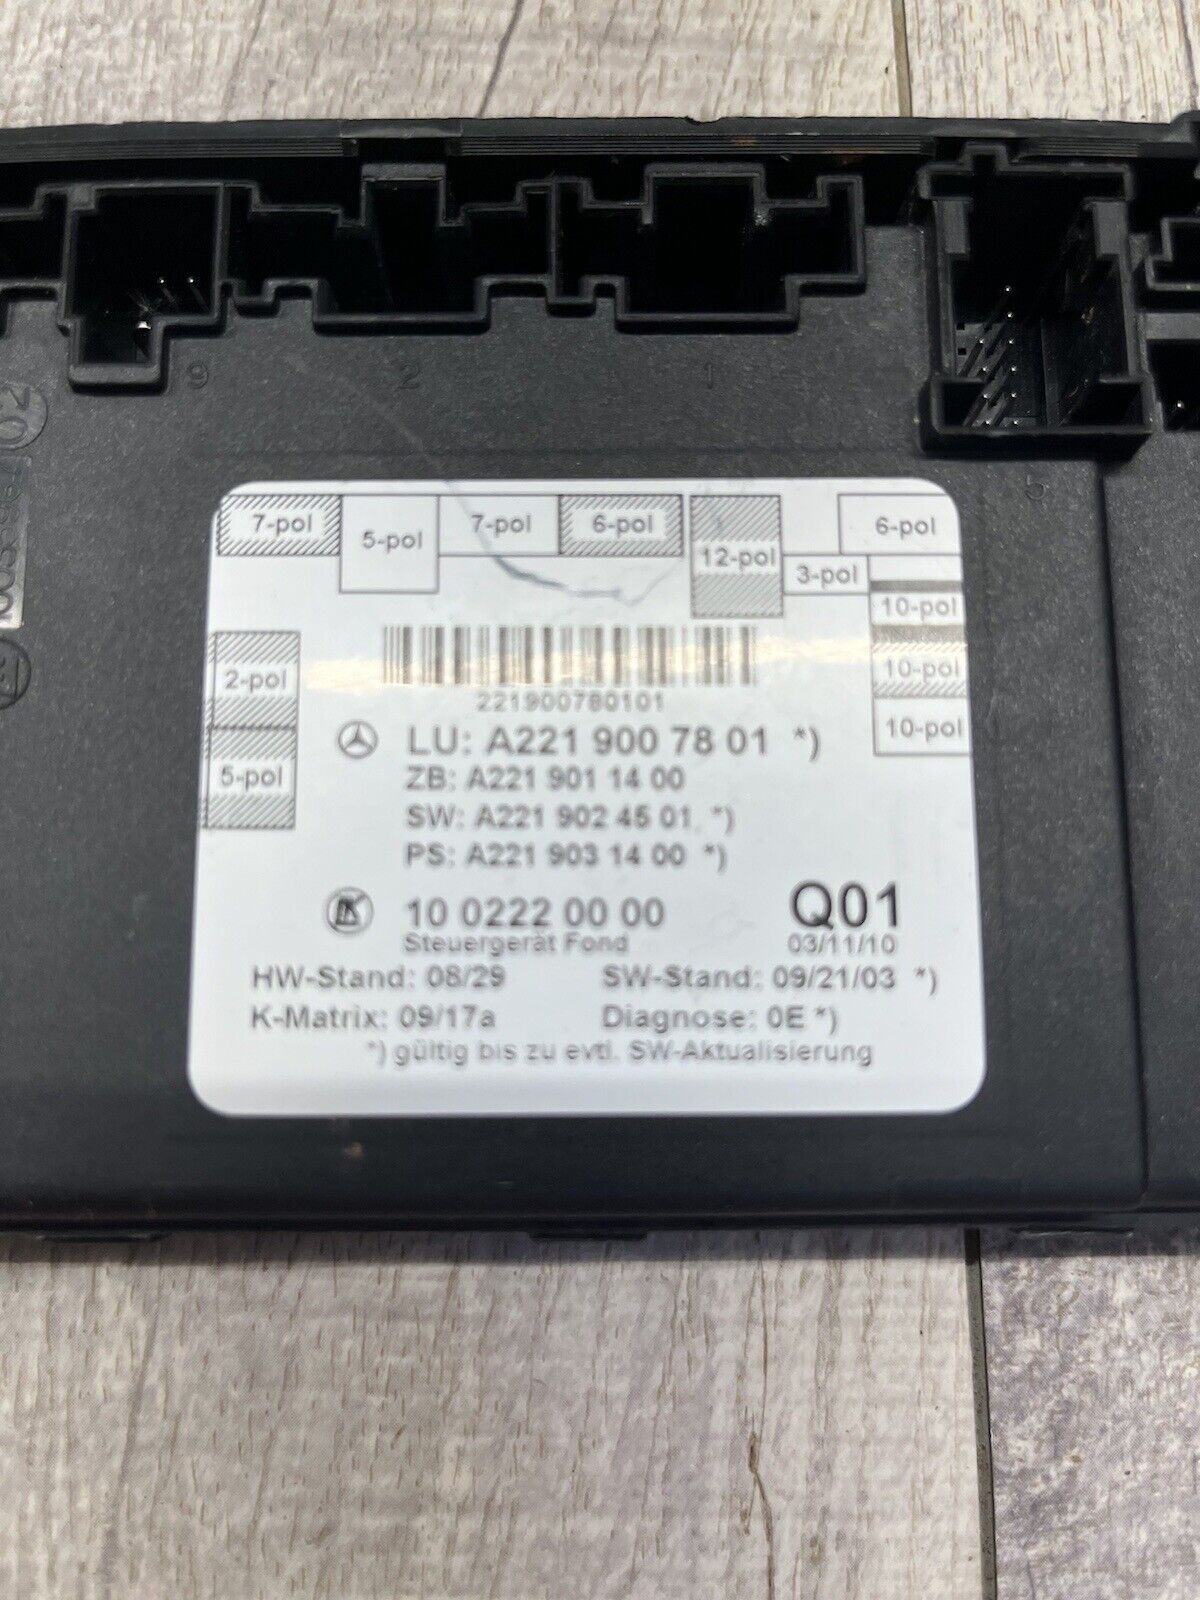 9 2 1
02
5
7-pol 5-pol 7-pol 6-pol 12-pol 3-pol 6-pol
10-pol
10-pol
10-pol
2-pol
5-pol
221900780101
LU: A221 900 78 01 *)
ZB: A221 901 14 00
SW: A221 902 45 01 *)
PS: A221 903 14 00 *)
10 0222 00 00 Q01
Steuergerät Fond 03/11/10
HW-Stand: 08/29 SW-Stand: 09/21/03 *)
K-Matrix: 09/17a Diagnose: 0E *)
*) gültig bis zu evtl. SW-Aktualisierung